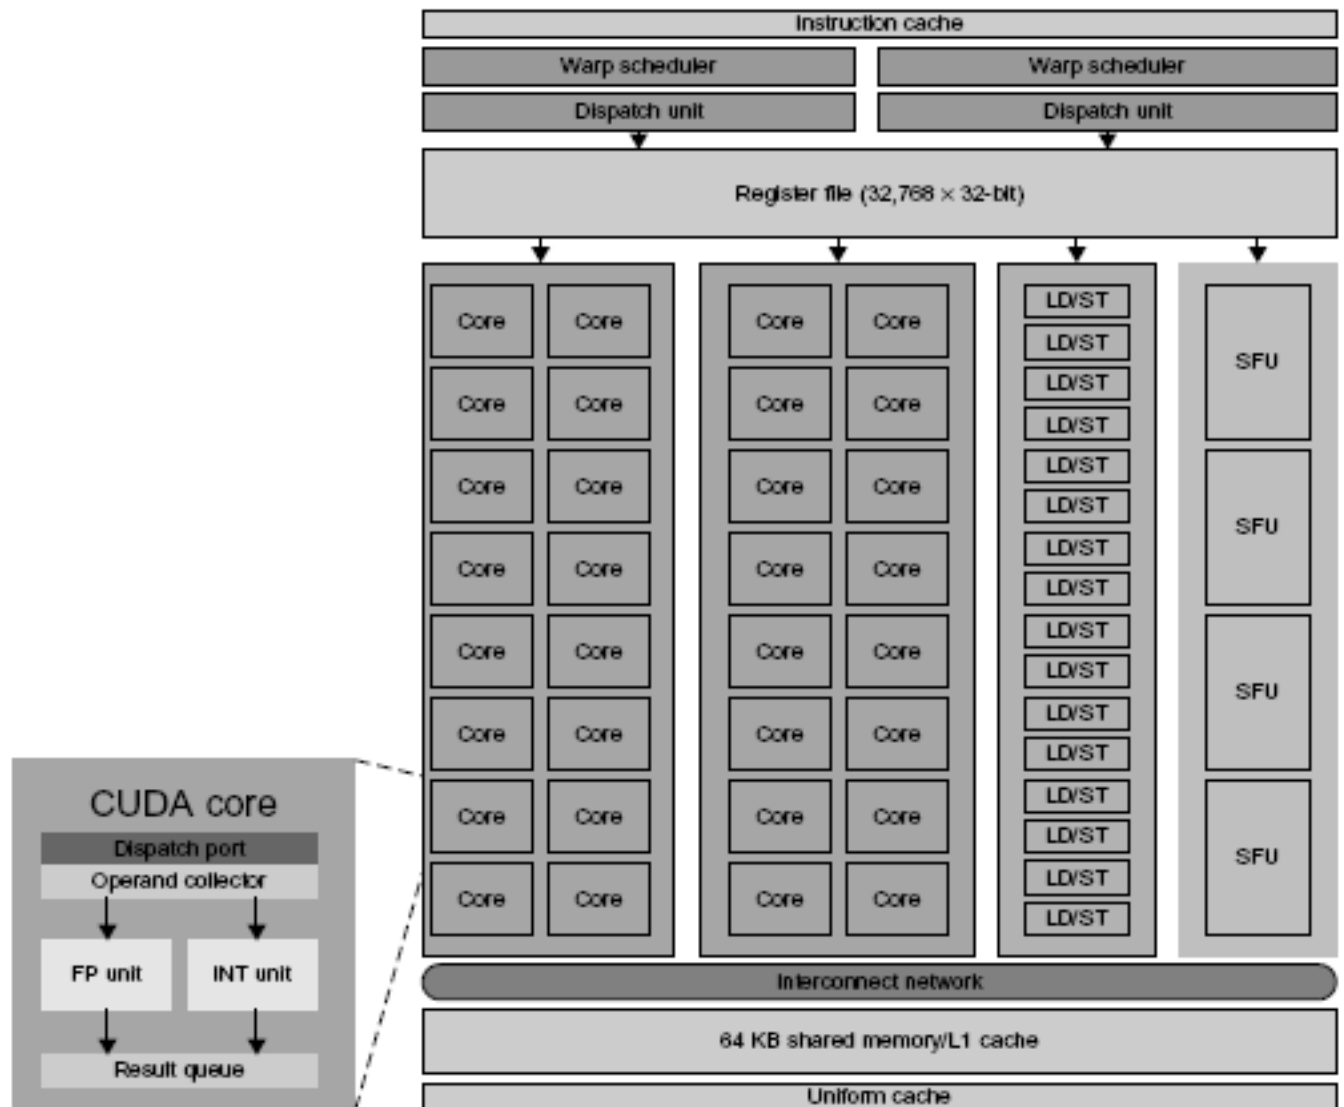 Instruction cache
Warp scheduler Warp scheduler
Dispatch unit Dispatch unit
Register file (32,768 × 32-bit)
Core Core Core Core LD/ST
LD/ST
SFU
Core Core Core Core LD/ST
LD/ST
Core Core Core Core LD/ST
LD/ST
SFU
Core Core Core Core LD/ST
LD/ST
Core Core Core Core LD/ST
LD/ST
SFU
Core Core Core Core LD/ST
LD/ST
Core Core Core Core LD/ST
LD/ST
SFU
Core Core Core Core LD/ST
LD/ST
CUDA core
Dispatch port
Operand collector
FP unit INT unit
Result queue
Interconnect network
64 KB shared memory/L1 cache
Uniform cache